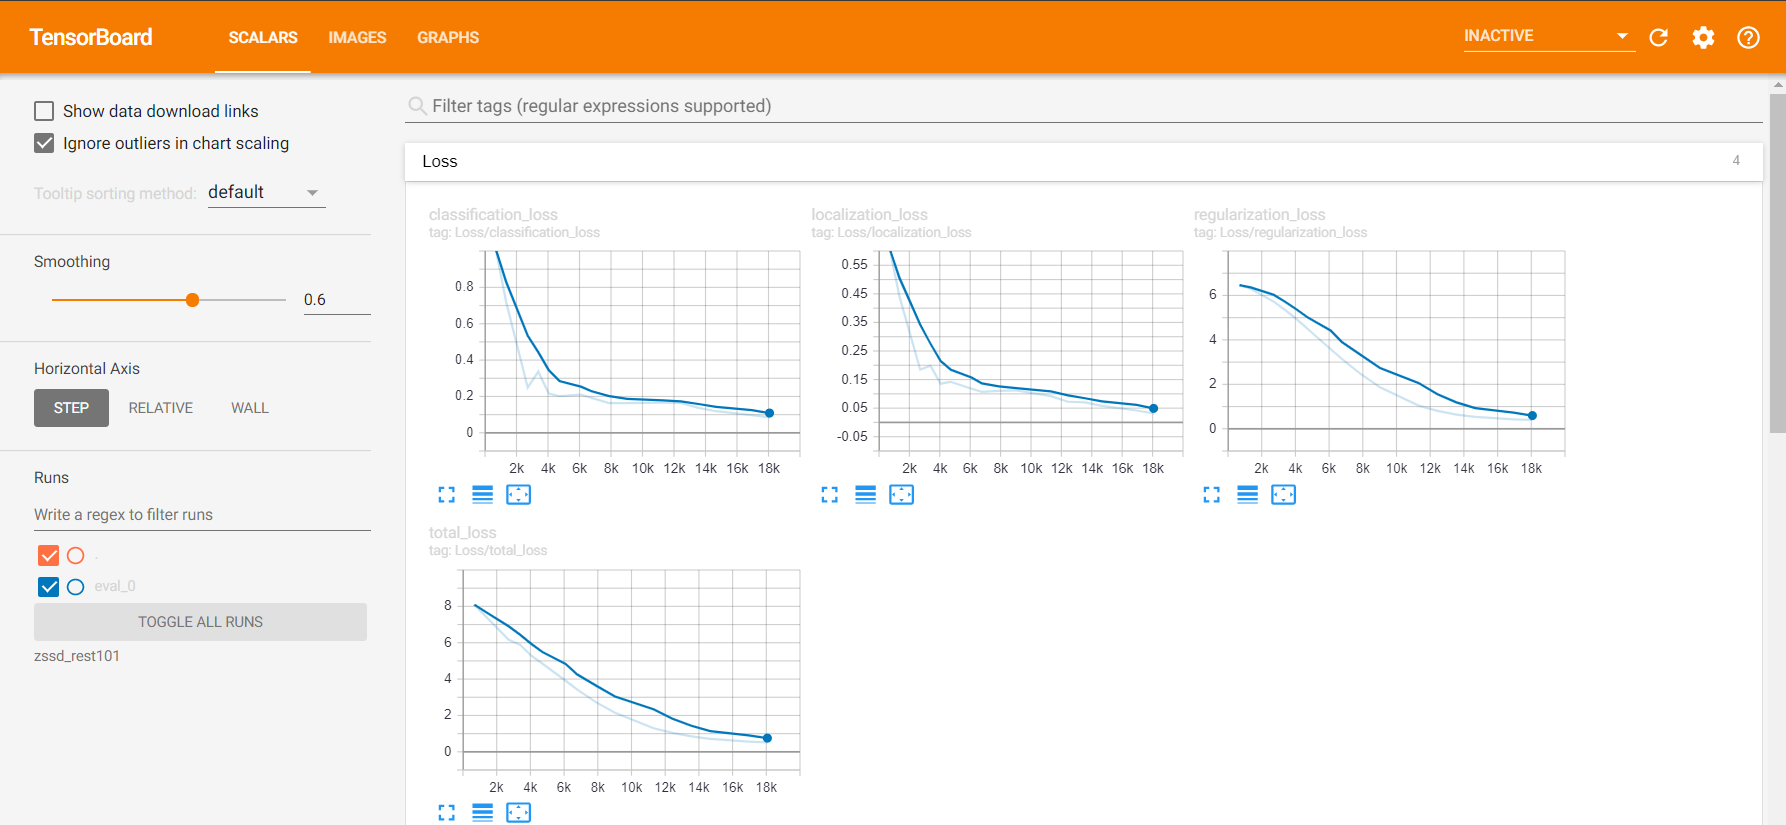 TensorBoard
SCALARS IMAGES GRAPHS
INACTIVE
Show data download links
Ignore outliers in chart scaling
Tooltip sorting method: default
Smoothing
0.6
Horizontal Axis
STEP RELATIVE WALL
Runs
Write a regex to filter runs
.
eval_0
TOGGLE ALL RUNS
zssd_rest101
Filter tags (regular expressions supported)
Loss 4
classification_loss
tag: Loss/classification_loss
0.8
0.6
0.4
0.2
0
2k 4k 6k 8k 10k 12k 14k 16k 18k
localization_loss
tag: Loss/localization_loss
0.55
0.45
0.35
0.25
0.15
0.05
-0.05
2k 4k 6k 8k 10k 12k 14k 16k 18k
regularization_loss
tag: Loss/regularization_loss
6
4
2
0
2k 4k 6k 8k 10k 12k 14k 16k 18k
total_loss
tag: Loss/total_loss
8
6
4
2
0
2k 4k 6k 8k 10k 12k 14k 16k 18k